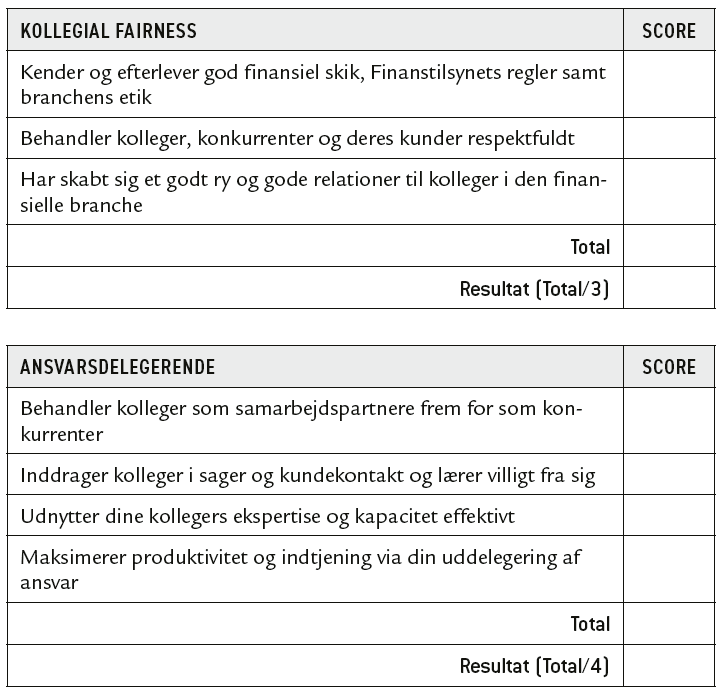 KOLLEGIAL FAIRNESS SCORE
Kender og efterlever god finansiel skik, Finanstilsynets regler samt
branchens etik
Behandler kolleger, konkurrenter og deres kunder respektfuldt
Har skabt sig et godt ry og gode relationer til kolleger i den finan-
sielle branche
Total
Resultat (Total/3)
ANSVARSDELEGERENDE SCORE
Behandler kolleger som samarbejdspartnere frem for som kon-
kurrenter
Inddrager kolleger i sager og kundekontakt og lærer villigt fra sig
Udnytter dine kollegers ekspertise og kapacitet effektivt
Maksimerer produktivitet og indtjening via din uddelegering af
ansvar
Total
Resultat (Total/4)